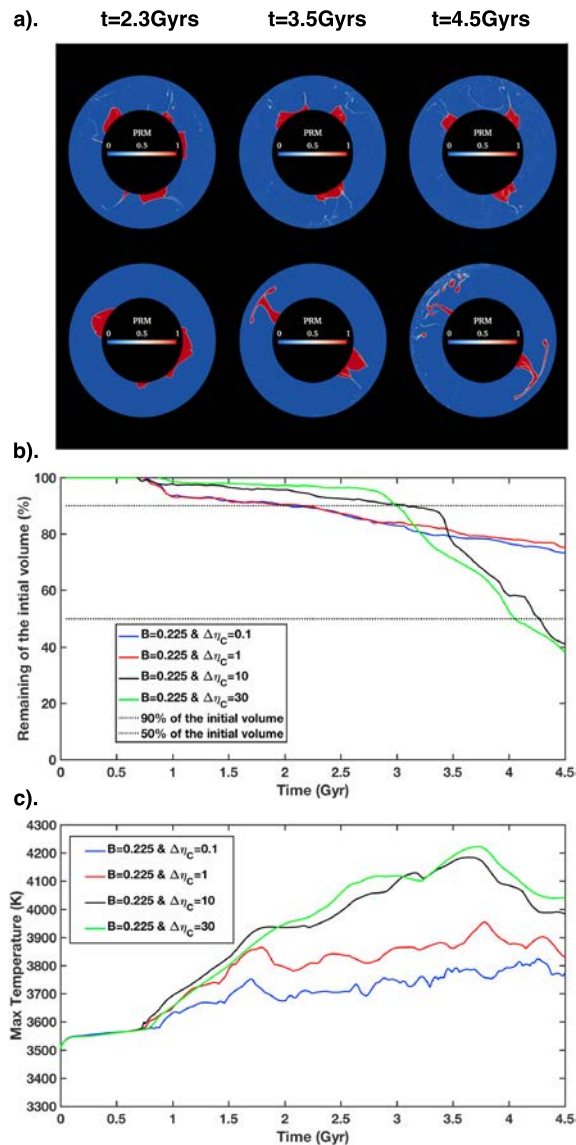 a). t=2.3Gyrs t=3.5Gyrs t=4.5Gyrs
PRM PRM PRM
0 0.5 1 0 0.5 1 0 0.5 1
PRM PRM PRM
0 0.5 1 0 0.5 1 0 0.5 1
b).
100
80
60
40
20
0
Remaining of the intial volume (%)
B=0.225 & Δη_C=0.1
B=0.225 & Δη_C=1
B=0.225 & Δη_C=10
B=0.225 & Δη_C=30
90% of the initial volume
50% of the initial volume
0 0.5 1 1.5 2 2.5 3 3.5 4 4.5
Time (Gyr)
c).
4300
4200
4100
4000
3900
3800
3700
3600
3500
3400
3300
Max Temperature (K)
B=0.225 & Δη_C=0.1
B=0.225 & Δη_C=1
B=0.225 & Δη_C=10
B=0.225 & Δη_C=30
0 0.5 1 1.5 2 2.5 3 3.5 4 4.5
Time (Gyr)